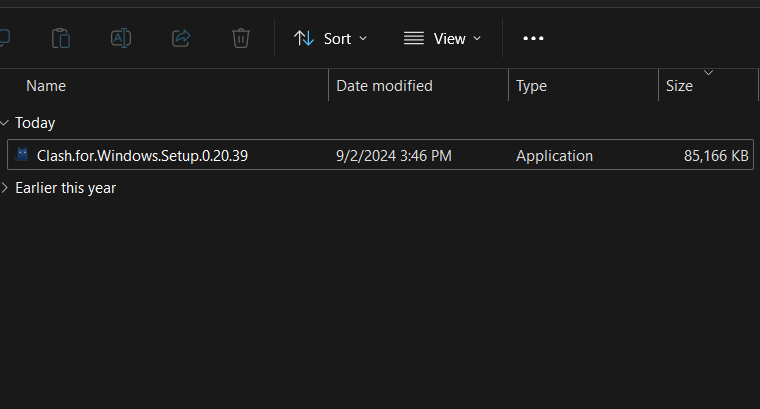 Sort View
Name Date modified Type Size
Today
Clash.for.Windows.Setup.0.20.39 9/2/2024 3:46 PM Application 85,166 KB
Earlier this year